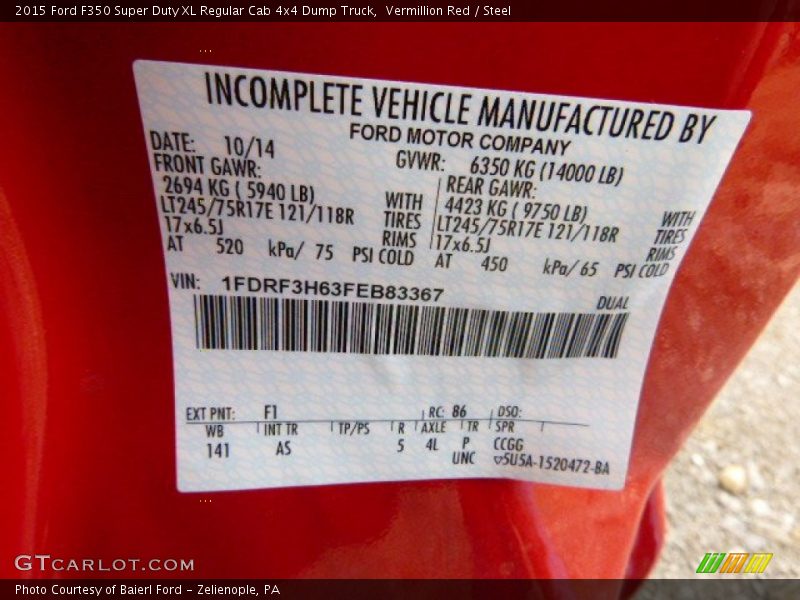 2015 Ford F350 Super Duty XL Regular Cab 4x4 Dump Truck, Vermillion Red / Steel
INCOMPLETE VEHICLE MANUFACTURED BY
FORD MOTOR COMPANY
DATE: 10/14 GVWR: 6350 KG (14000 LB)
FRONT GAWR: REAR GAWR:
2694 KG ( 5940 LB) WITH 4423 KG ( 9750 LB) WITH
LT245/75R17E 121/118R TIRES LT245/75R17E 121/118R TIRES
17x6.5J RIMS 17x6.5J RIMS
AT 520 kPa/ 75 PSI COLD AT 450 kPa/ 65 PSI COLD
VIN: 1FDRF3H63FEB83367 DUAL
EXT PNT: F1 RC: 86 DSO:
WB INT TR TP/PS R AXLE TR SPR
141 AS 5 4L P CCGG
UNC ▽5U5A-1520472-BA
GTCARLOT.COM
Photo Courtesy of Baierl Ford - Zelienople, PA